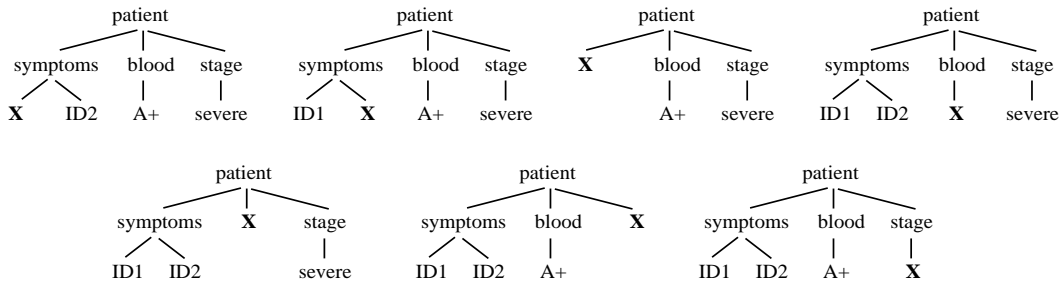 patient patient patient patient
symptoms blood stage symptoms blood stage X blood stage symptoms blood stage
X ID2 A+ severe ID1 X A+ severe A+ severe ID1 ID2 X severe
patient patient patient
symptoms X stage symptoms blood X symptoms blood stage
ID1 ID2 severe ID1 ID2 A+ ID1 ID2 A+ X